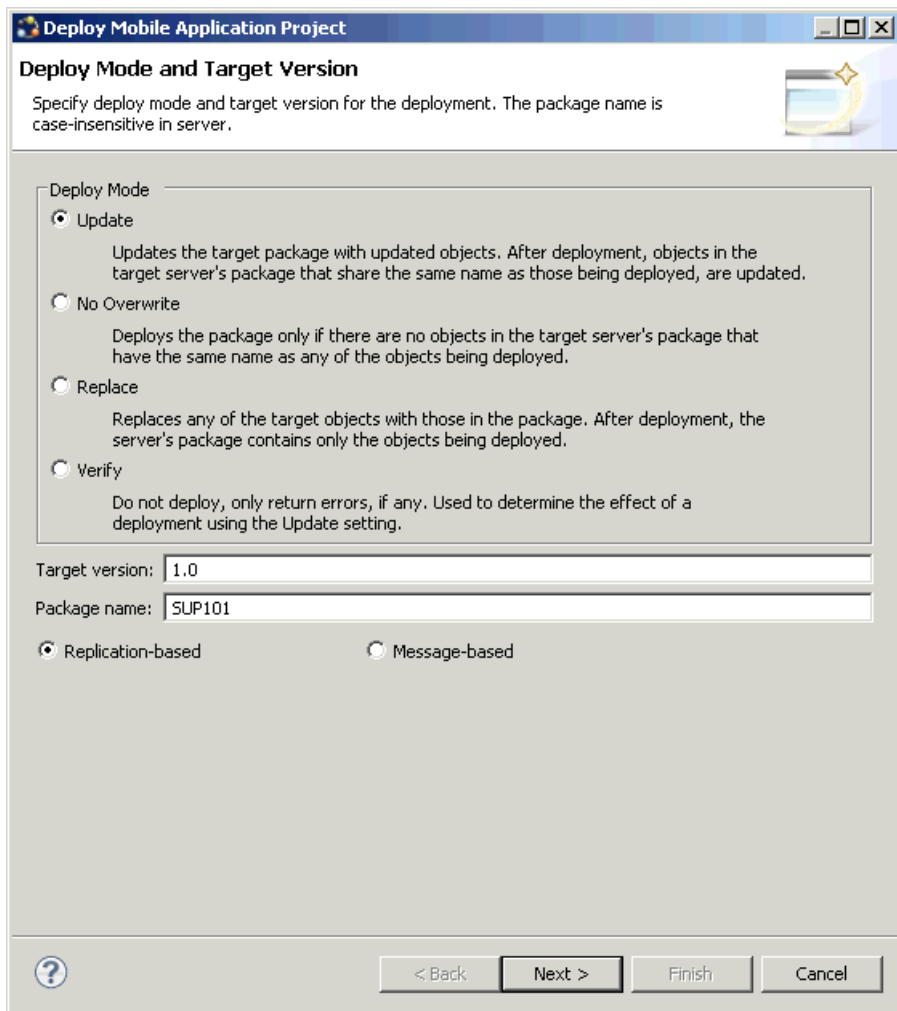 Deploy Mobile Application Project
Deploy Mode and Target Version
Specify deploy mode and target version for the deployment. The package name is
case-insensitive in server.
Deploy Mode
Update
Updates the target package with updated objects. After deployment, objects in the
target server's package that share the same name as those being deployed, are updated.
No Overwrite
Deploys the package only if there are no objects in the target server's package that
have the same name as any of the objects being deployed.
Replace
Replaces any of the target objects with those in the package. After deployment, the
server's package contains only the objects being deployed.
Verify
Do not deploy, only return errors, if any. Used to determine the effect of a
deployment using the Update setting.
Target version: 1.0
Package name: SUP101
Replication-based Message-based
? < Back Next > Finish Cancel